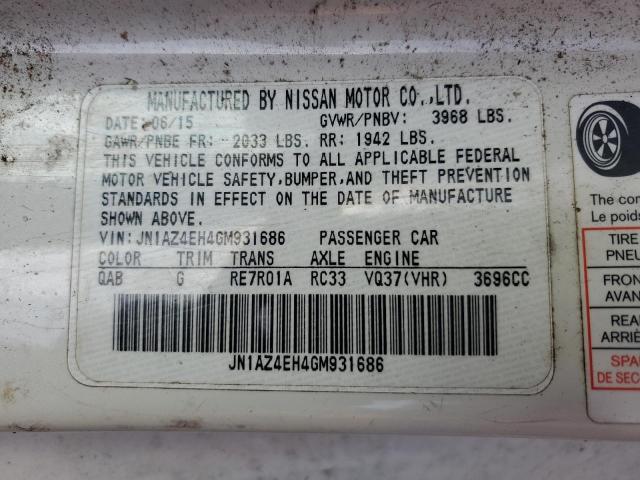 MANUFACTURED BY NISSAN MOTOR CO.,LTD.
DATE: 06/15 GVWR/PNBV: 3968 LBS.
GAWR/PNBE FR: 2033 LBS. RR: 1942 LBS.
THIS VEHICLE CONFORMS TO ALL APPLICABLE FEDERAL
MOTOR VEHICLE SAFETY,BUMPER,AND THEFT PREVENTION
STANDARDS IN EFFECT ON THE DATE OF MANUFACTURE
SHOWN ABOVE.
VIN:JN1AZ4EH4GM931686 PASSENGER CAR
COLOR TRIM TRANS AXLE ENGINE
QAB G RE7R01A RC33 VQ37(VHR) 3696CC
JN1AZ4EH4GM931686
The com
Le poids
TIRE
PNEU
FRON
AVAN
REA
ARRIÈ
SPAR
DE SEC